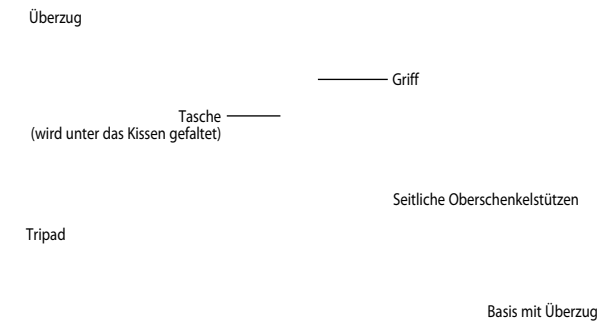 Überzug
Griff
Tasche
(wird unter das Kissen gefaltet)
Seitliche Oberschenkelstützen
Tripad
Basis mit Überzug